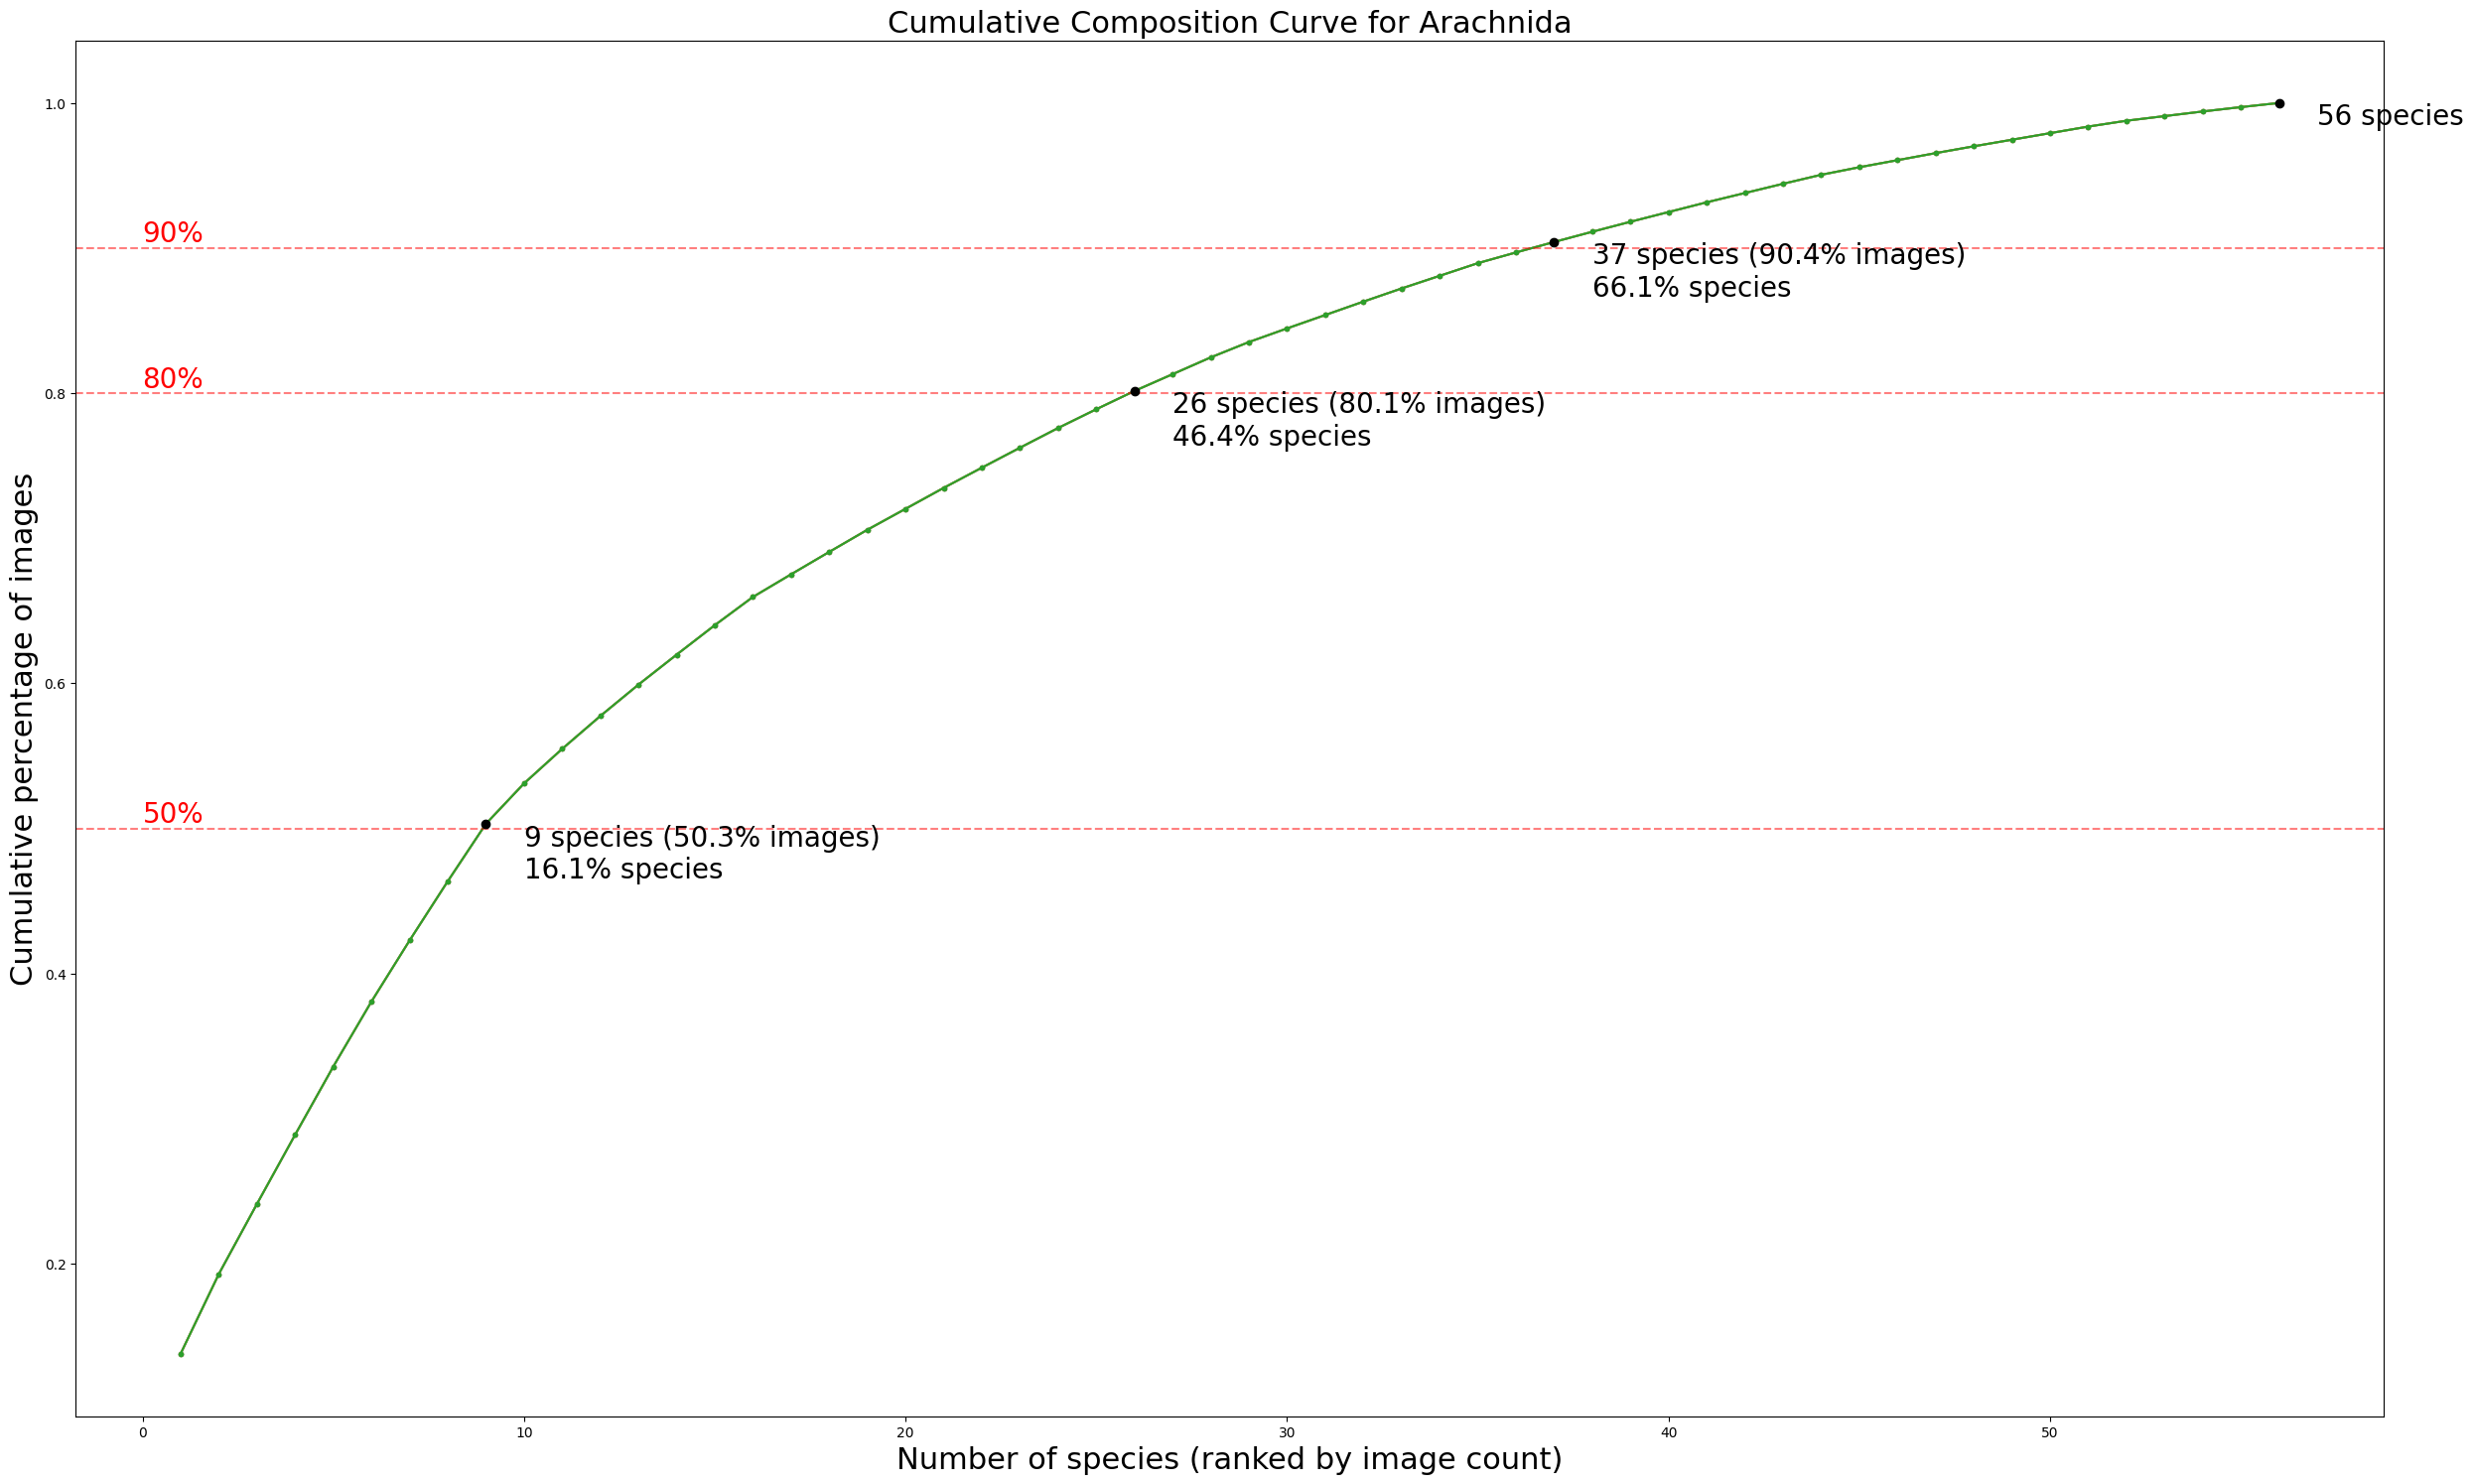 Cumulative Composition Curve for Arachnida
Cumulative percentage of images
1.0
0.8
0.6
0.4
0.2
90%
80%
50%
56 species
37 species (90.4% images)
66.1% species
26 species (80.1% images)
46.4% species
9 species (50.3% images)
16.1% species
0
10
20
30
40
50
Number of species (ranked by image count)